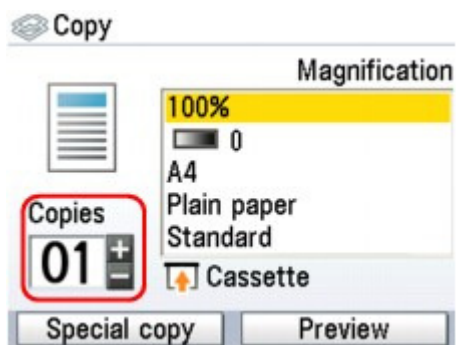 Copy
Magnification
100%
0
A4
Plain paper
Standard
Copies
01 + -
Cassette
Special copy
Preview